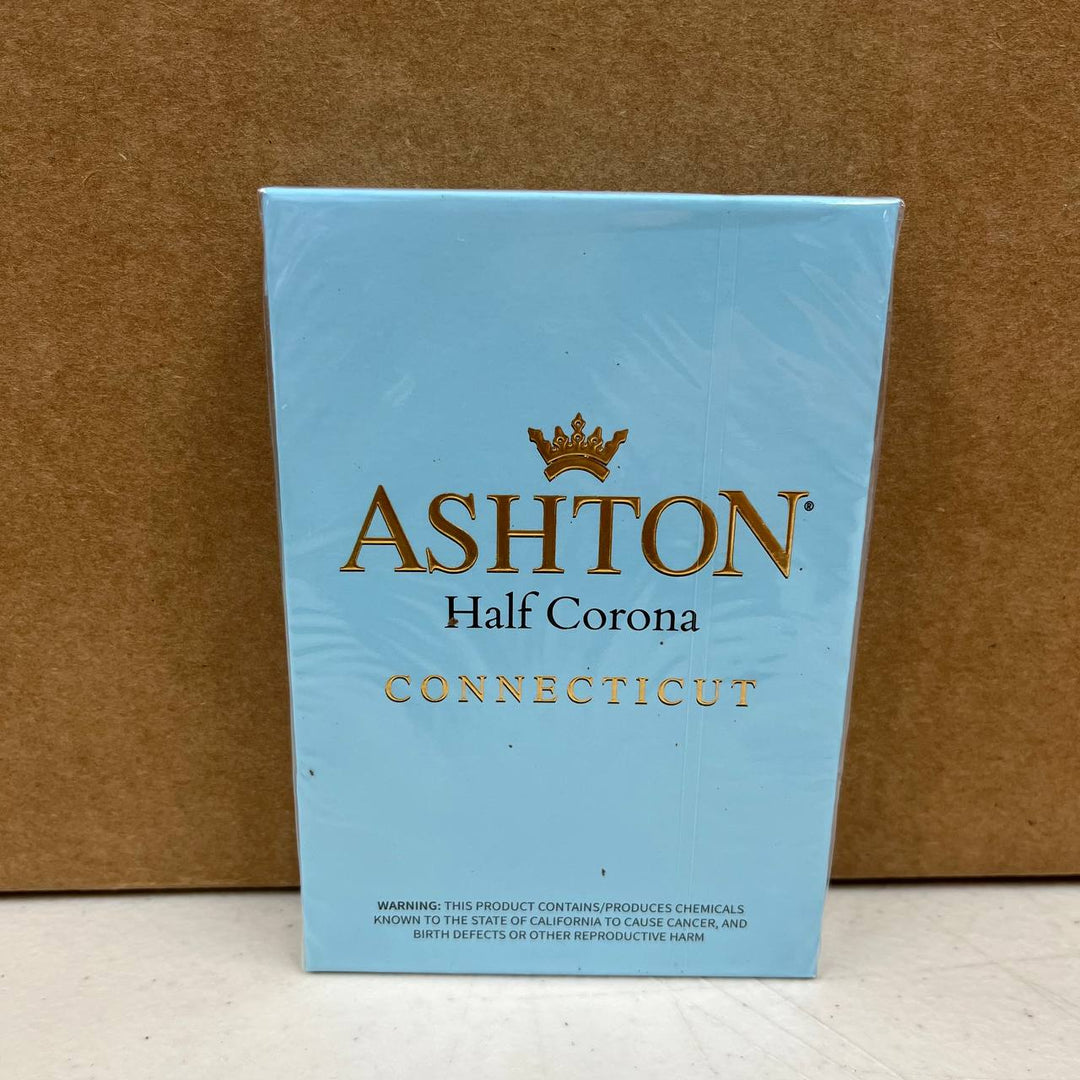 ASHTON®
Half Corona
CONNECTICUT
WARNING: THIS PRODUCT CONTAINS/PRODUCES CHEMICALS
KNOWN TO THE STATE OF CALIFORNIA TO CAUSE CANCER, AND
BIRTH DEFECTS OR OTHER REPRODUCTIVE HARM